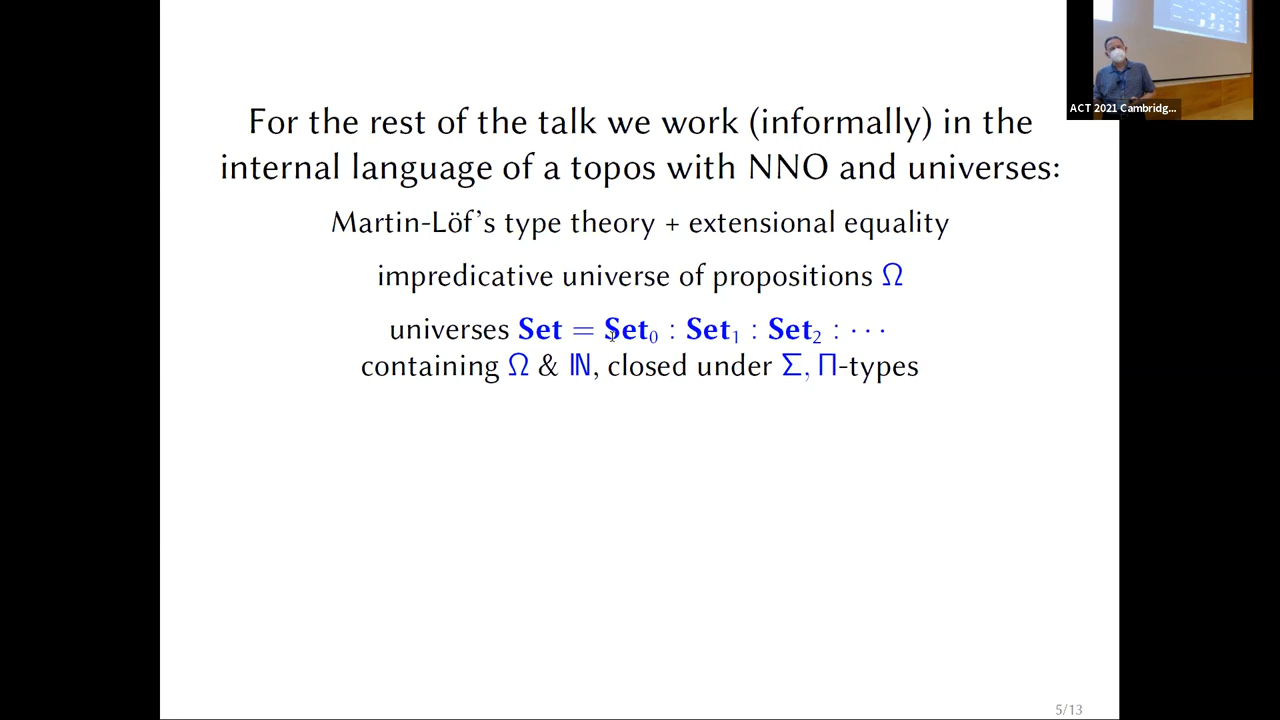 For the rest of the talk we work (informally) in the
internal language of a topos with NNO and universes:
Martin-Löf's type theory + extensional equality
impredicative universe of propositions Ω
universes Set = Set₀ : Set₁ : Set₂ : ⋯
containing Ω & ℕ, closed under Σ, Π-types
5/13
ACT 2021 Cambridg...